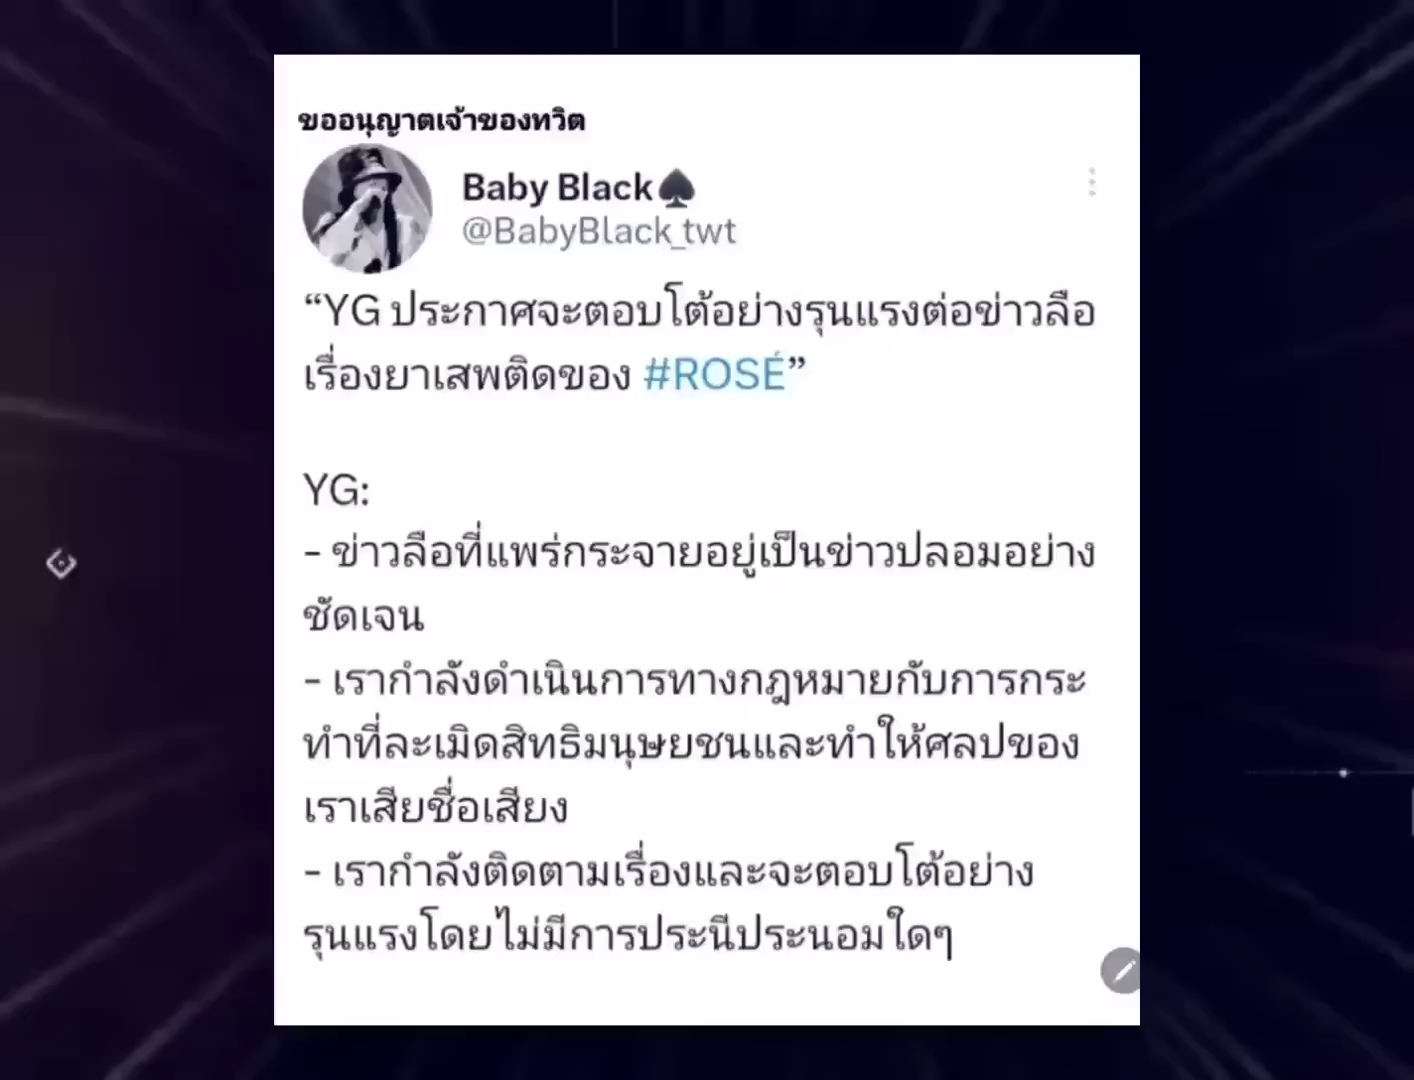 ขออนุญาตเจ้าของทวิต
Baby Black♠
@BabyBlack_twt
“YG ประกาศจะตอบโต้อย่างรุนแรงต่อข่าวลือ
เรื่องยาเสพติดของ #ROSÉ”
YG:
- ข่าวลือที่แพร่กระจายอยู่เป็นข่าวปลอมอย่าง
ชัดเจน
- เรากำลังดำเนินการทางกฎหมายกับการกระ
ทำที่ละเมิดสิทธิมนุษยชนและทำให้ศลปของ
เราเสียชื่อเสียง
- เรากำลังติดตามเรื่องและจะตอบโต้อย่าง
รุนแรงโดยไม่มีการประนีประนอมใดๆ